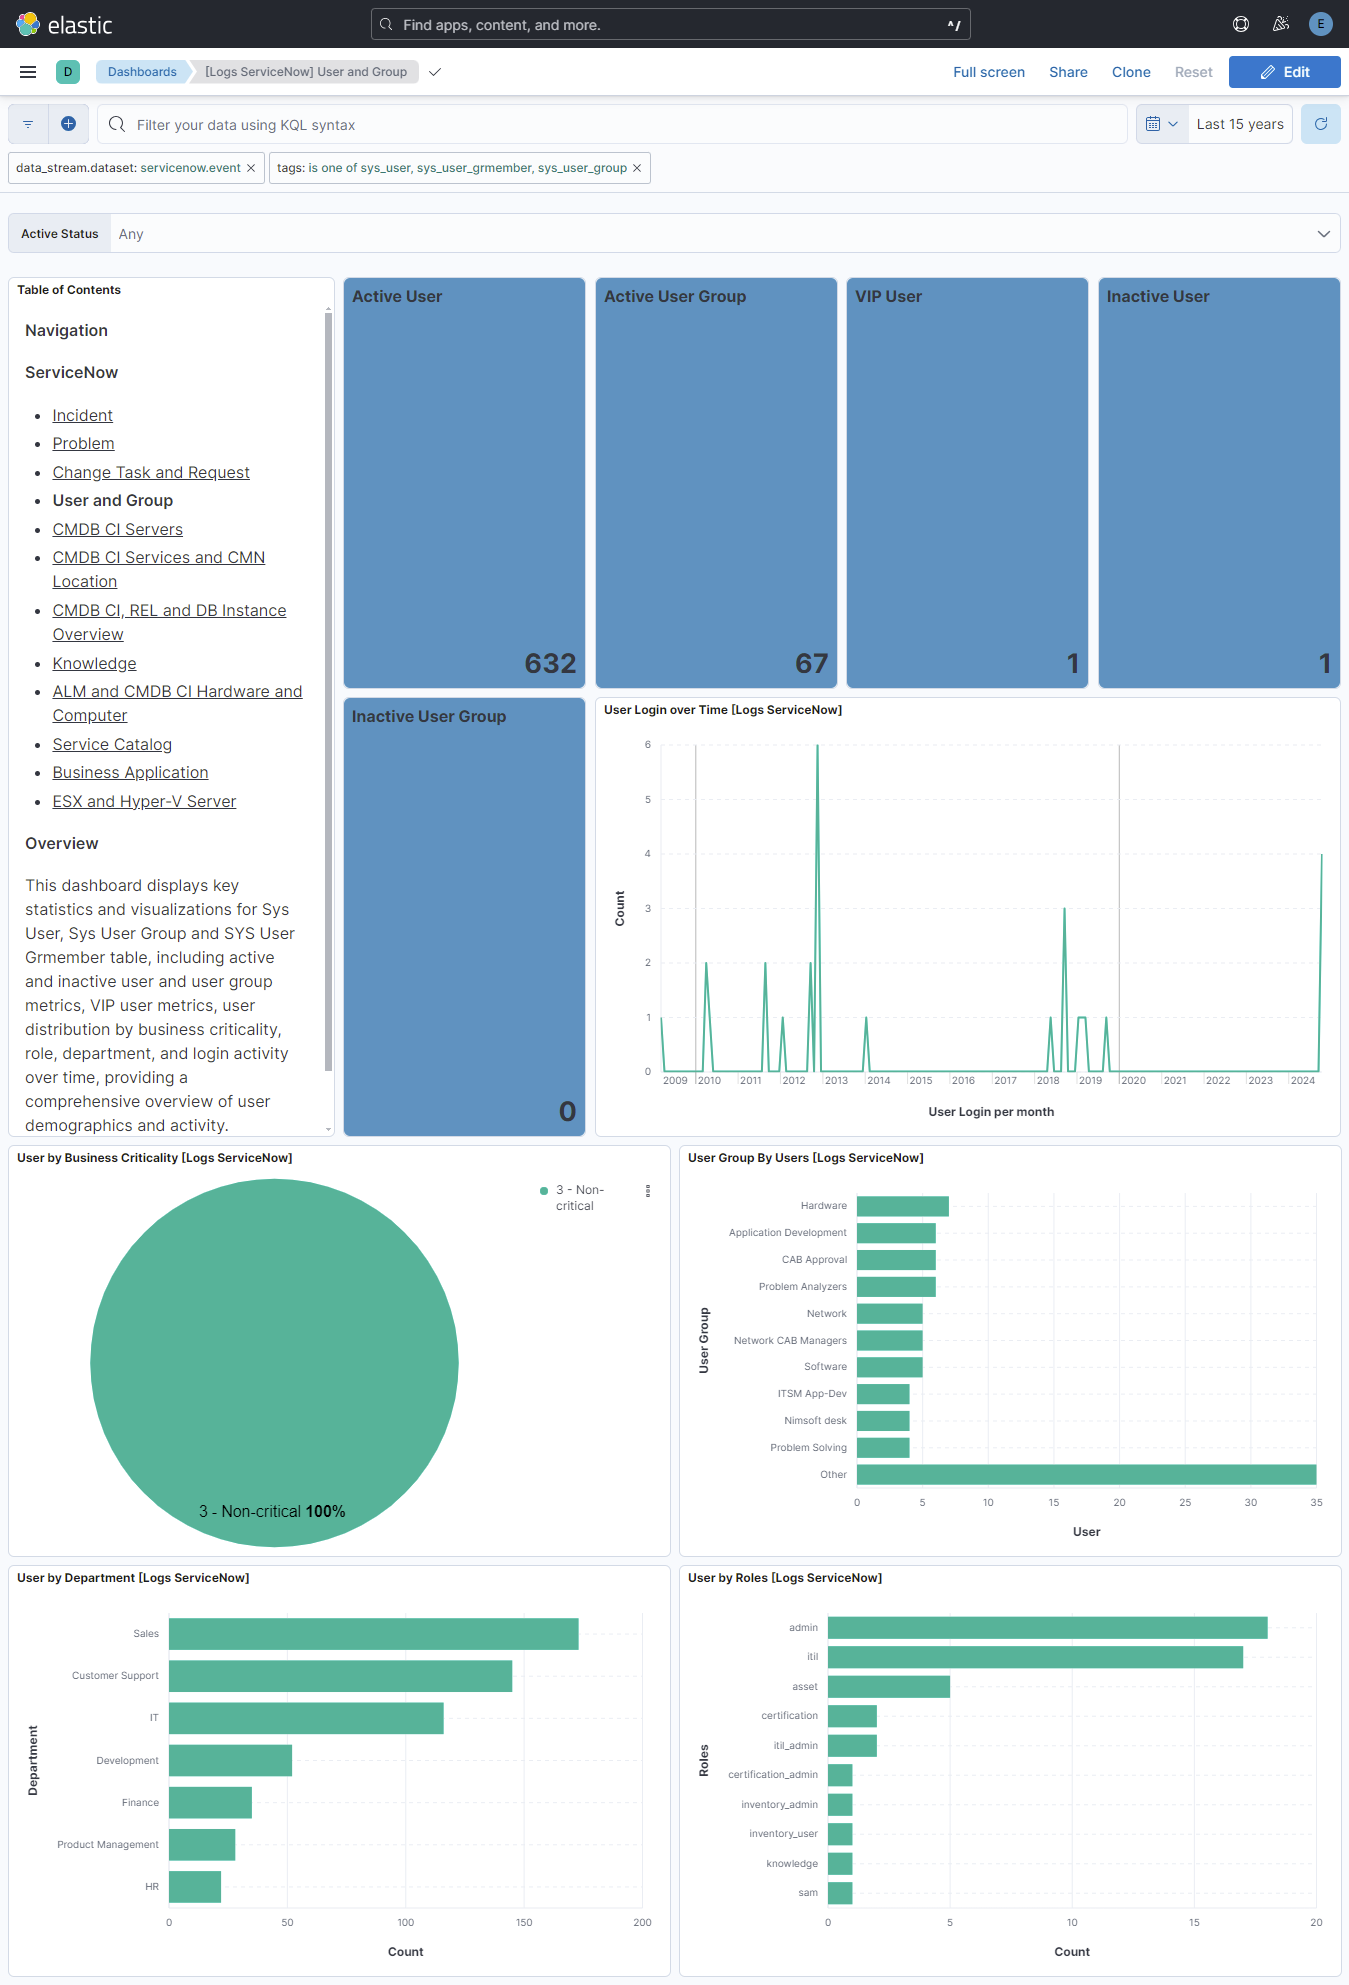 elastic
Find apps, content, and more.
^/
E
D
Dashboards
[Logs ServiceNow] User and Group
Full screen
Share
Clone
Reset
Edit
Filter your data using KQL syntax
Last 15 years
data_stream.dataset: servicenow.event
tags: is one of sys_user, sys_user_grmember, sys_user_group
Active Status
Any
Table of Contents
Navigation
ServiceNow
Incident
Problem
Change Task and Request
User and Group
CMDB CI Servers
CMDB CI Services and CMN
Location
CMDB CI, REL and DB Instance
Overview
Knowledge
ALM and CMDB CI Hardware and
Computer
Service Catalog
Business Application
ESX and Hyper-V Server
Overview
This dashboard displays key
statistics and visualizations for Sys
User, Sys User Group and SYS User
Grmember table, including active
and inactive user and user group
metrics, VIP user metrics, user
distribution by business criticality,
role, department, and login activity
over time, providing a
comprehensive overview of user
demographics and activity.
Active User
632
Active User Group
67
VIP User
1
Inactive User
1
Inactive User Group
0
User Login over Time [Logs ServiceNow]
Count
6
5
4
3
2
1
0
2009
2010
2011
2012
2013
2014
2015
2016
2017
2018
2019
2020
2021
2022
2023
2024
User Login per month
User by Business Criticality [Logs ServiceNow]
3 - Non-
critical
3 - Non-critical 100%
User Group By Users [Logs ServiceNow]
User Group
Hardware
Application Development
CAB Approval
Problem Analyzers
Network
Network CAB Managers
Software
ITSM App-Dev
Nimsoft desk
Problem Solving
Other
0
5
10
15
20
25
30
35
User
User by Department [Logs ServiceNow]
Department
Sales
Customer Support
IT
Development
Finance
Product Management
HR
0
50
100
150
200
Count
User by Roles [Logs ServiceNow]
Roles
admin
itil
asset
certification
itil_admin
certification_admin
inventory_admin
inventory_user
knowledge
sam
0
5
10
15
20
Count